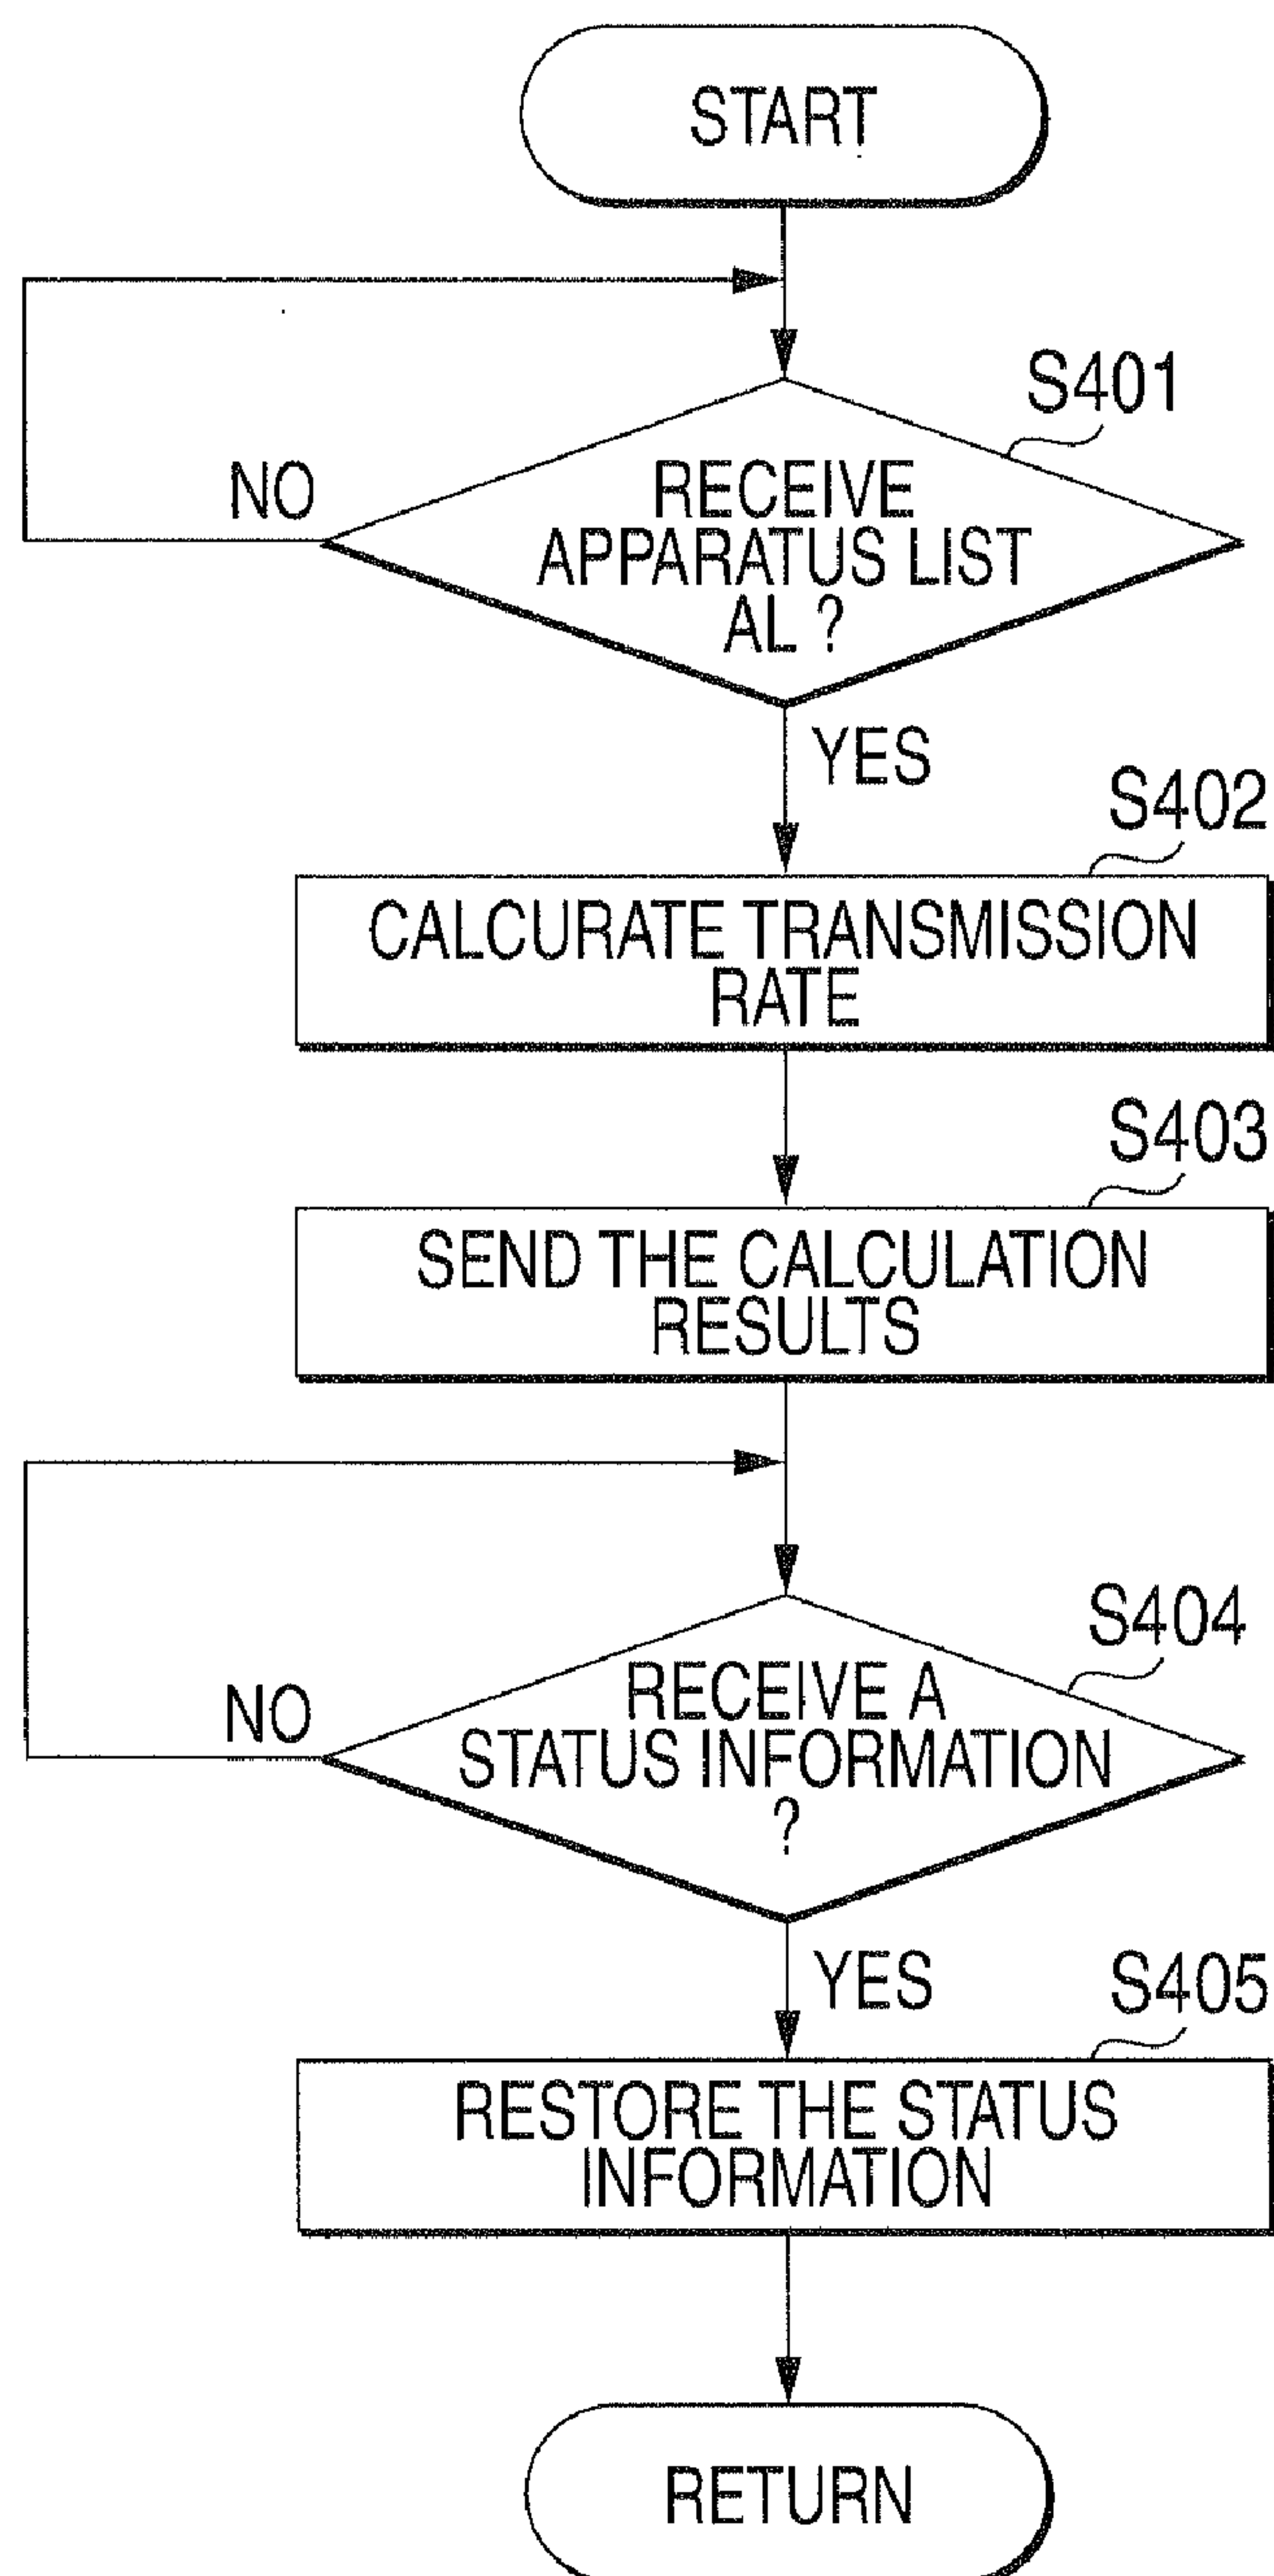 START
S401
NO
RECEIVE
APPARATUS LIST
AL ?
YES
S402
CALCURATE TRANSMISSION
RATE
S403
SEND THE CALCULATION
RESULTS
S404
NO
RECEIVE A
STATUS INFORMATION
?
YES
S405
RESTORE THE STATUS
INFORMATION
RETURN